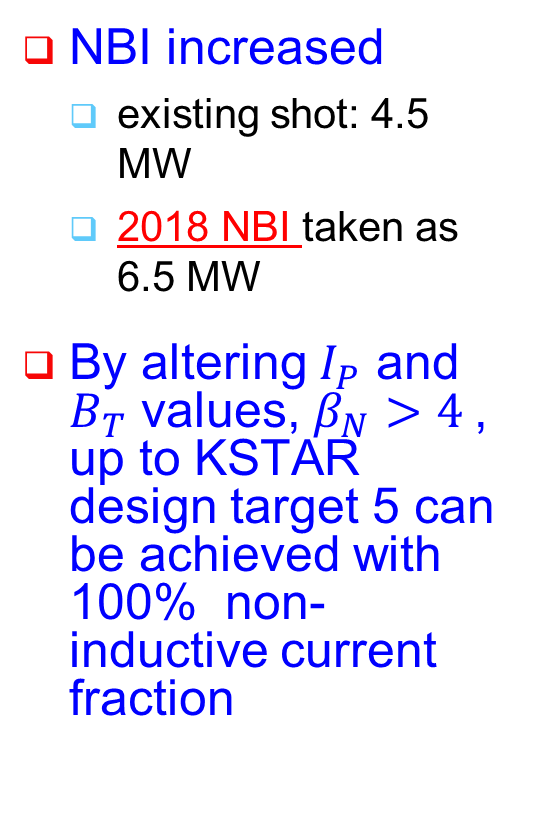 ❑ NBI increased
❑ existing shot: 4.5
MW
❑ 2018 NBI taken as
6.5 MW
❑ By altering I_P and
B_T values, β_N > 4 ,
up to KSTAR
design target 5 can
be achieved with
100% non-
inductive current
fraction